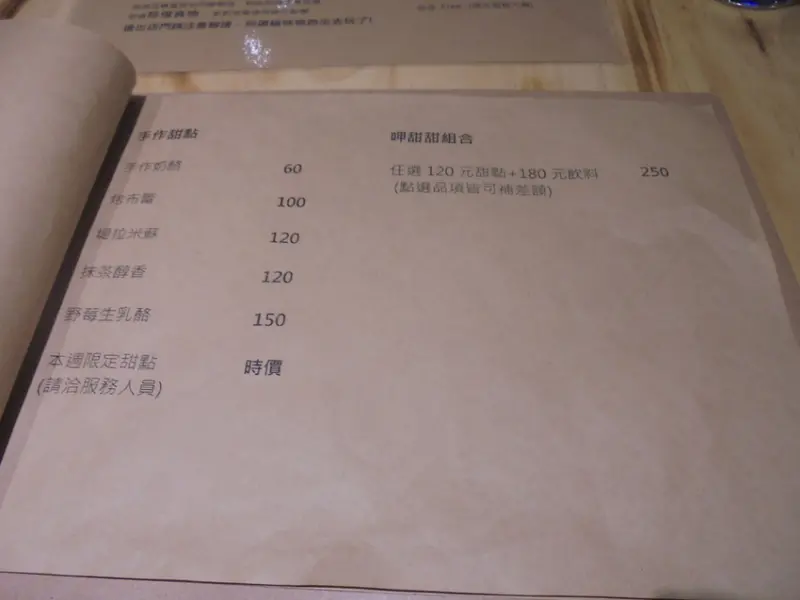 手作甜點
手作奶酪 60
烤布蕾 100
緹拉米蘇 120
抹茶醇香 120
野莓生乳酪 150
本週限定甜點 時價
(請洽服務人員)
呷甜甜組合
任選 120 元甜點+180 元飲料 250
(點選品項皆可補差額)